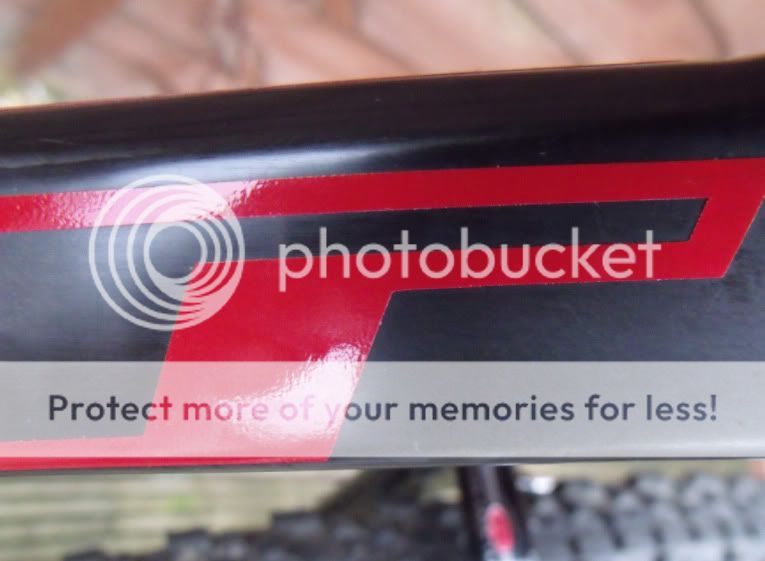 photobucket
Protect more of your memories for less!